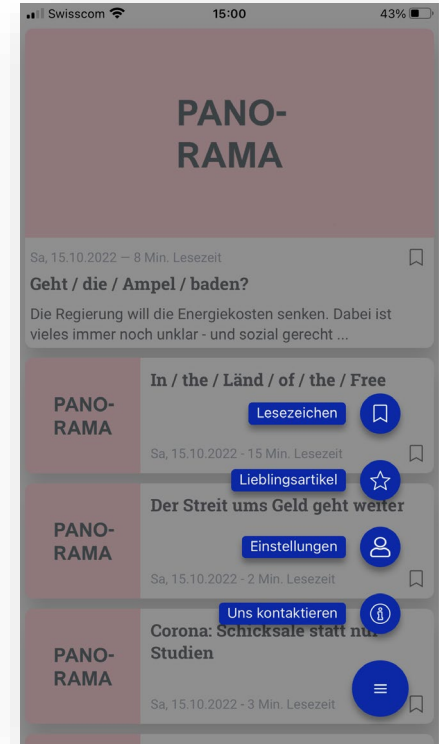 Swisscom
15:00
43%
PANO-
RAMA
Sa, 15.10.2022 — 8 Min. Lesezeit
Geht / die / Ampel / baden?
Die Regierung will die Energiekosten senken. Dabei ist
vieles immer noch unklar - und sozial gerecht ...
PANO-
RAMA
In / the / Länd / of / the / Free
Lesezeichen
Sa, 15.10.2022 - 15 Min. Lesezeit
Lieblingsartikel
PANO-
RAMA
Der Streit ums Geld geht weiter
Einstellungen
Sa, 15.10.2022 - 2 Min. Lesezeit
Uns kontaktieren
PANO-
RAMA
Corona: Schicksale statt nur
Studien
Sa, 15.10.2022 - 3 Min. Lesezeit